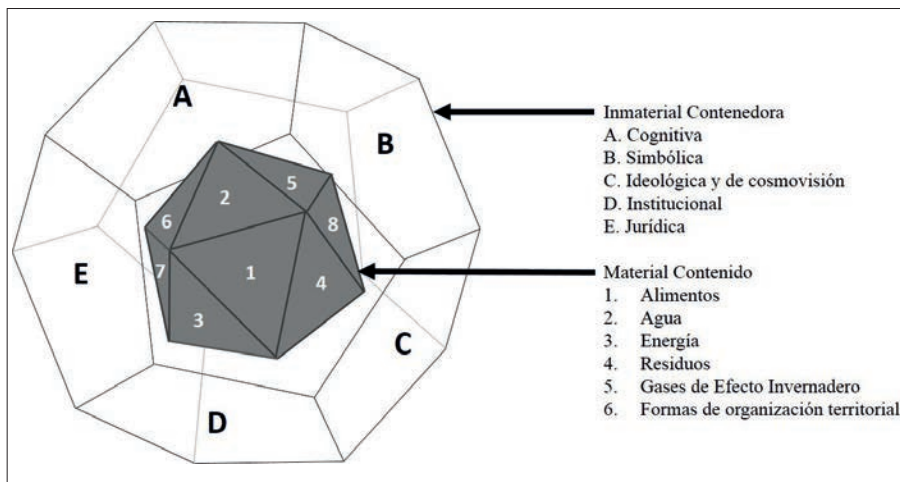 A
B
C
D
E
1
2
3
4
5
6
7
8
Inmaterial Contenedora
A. Cognitiva
B. Simbólica
C. Ideológica y de cosmovisión
D. Institucional
E. Jurídica
Material Contenido
1. Alimentos
2. Agua
3. Energía
4. Residuos
5. Gases de Efecto Invernadero
6. Formas de organización territorial